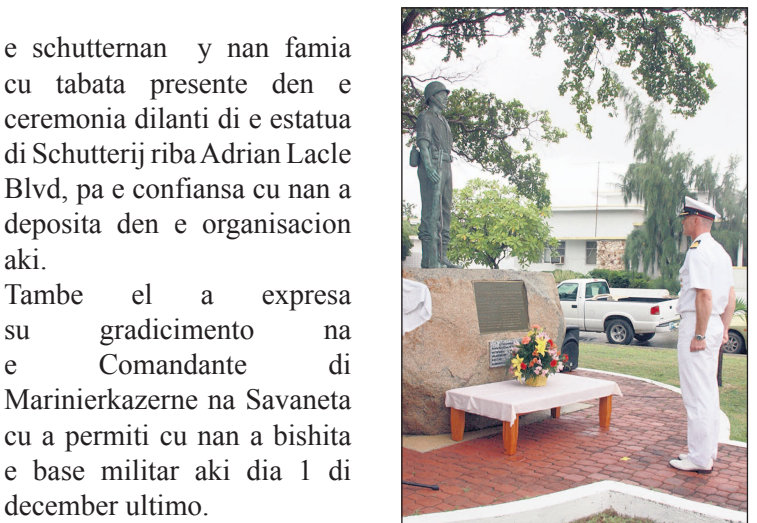 e schutternan y nan famia
cu tabata presente den e
ceremonia dilanti di e estatua
di Schutterij riba Adrian Lacle
Blvd, pa e confiansa cu nan a
deposita den e organisacion
aki.
Tambe el a expresa
su gradicimento na
e Comandante di
Marinierkazerne na Savaneta
cu a permiti cu nan a bishita
e base militar aki dia 1 di
december ultimo.